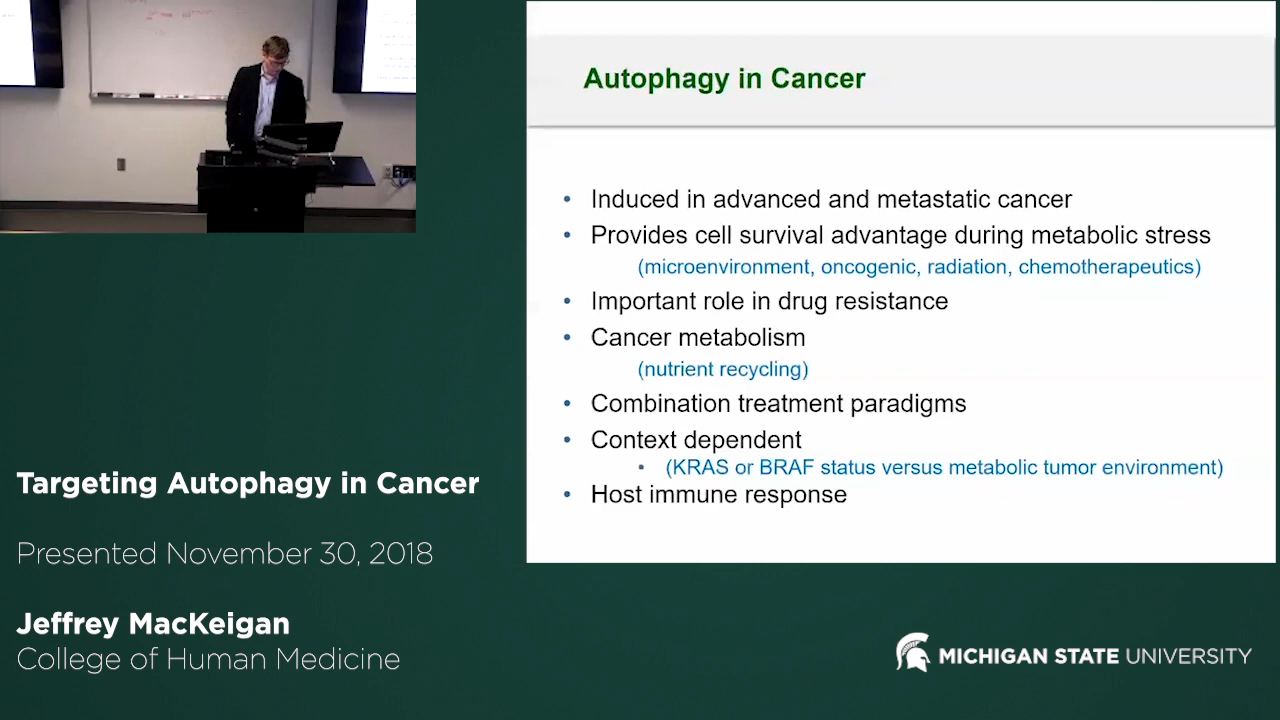 Autophagy in Cancer
• Induced in advanced and metastatic cancer
• Provides cell survival advantage during metabolic stress
(microenvironment, oncogenic, radiation, chemotherapeutics)
• Important role in drug resistance
• Cancer metabolism
(nutrient recycling)
• Combination treatment paradigms
• Context dependent
• (KRAS or BRAF status versus metabolic tumor environment)
• Host immune response
Targeting Autophagy in Cancer
Presented November 30, 2018
Jeffrey MacKeigan
College of Human Medicine
MICHIGAN STATE UNIVERSITY